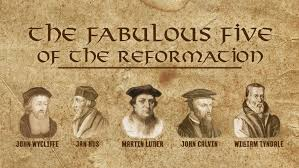 THE FABULOUS FIVE
OF THE REFORMATION
JOHN WYCLIFFE JAN HUS MARTIN LUTHER JOHN CALVIN WILLIAM TYNDALE